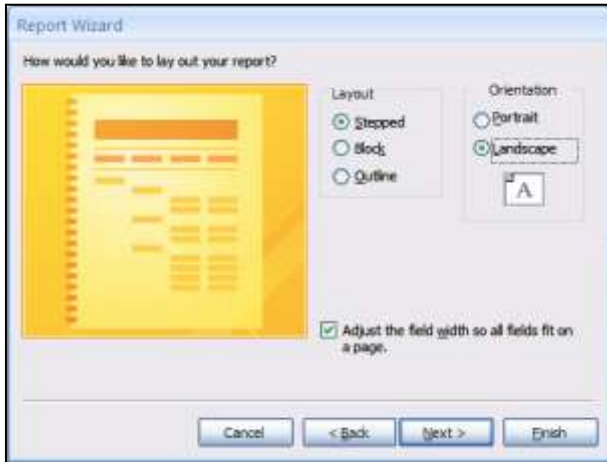 Report Wizard
How would you like to lay out your report?
Layout
Stepped
Block
Outline
Orientation
Portrait
Landscape
A
Adjust the field width so all fields fit on
a page.
Cancel
< Back
Next >
Finish